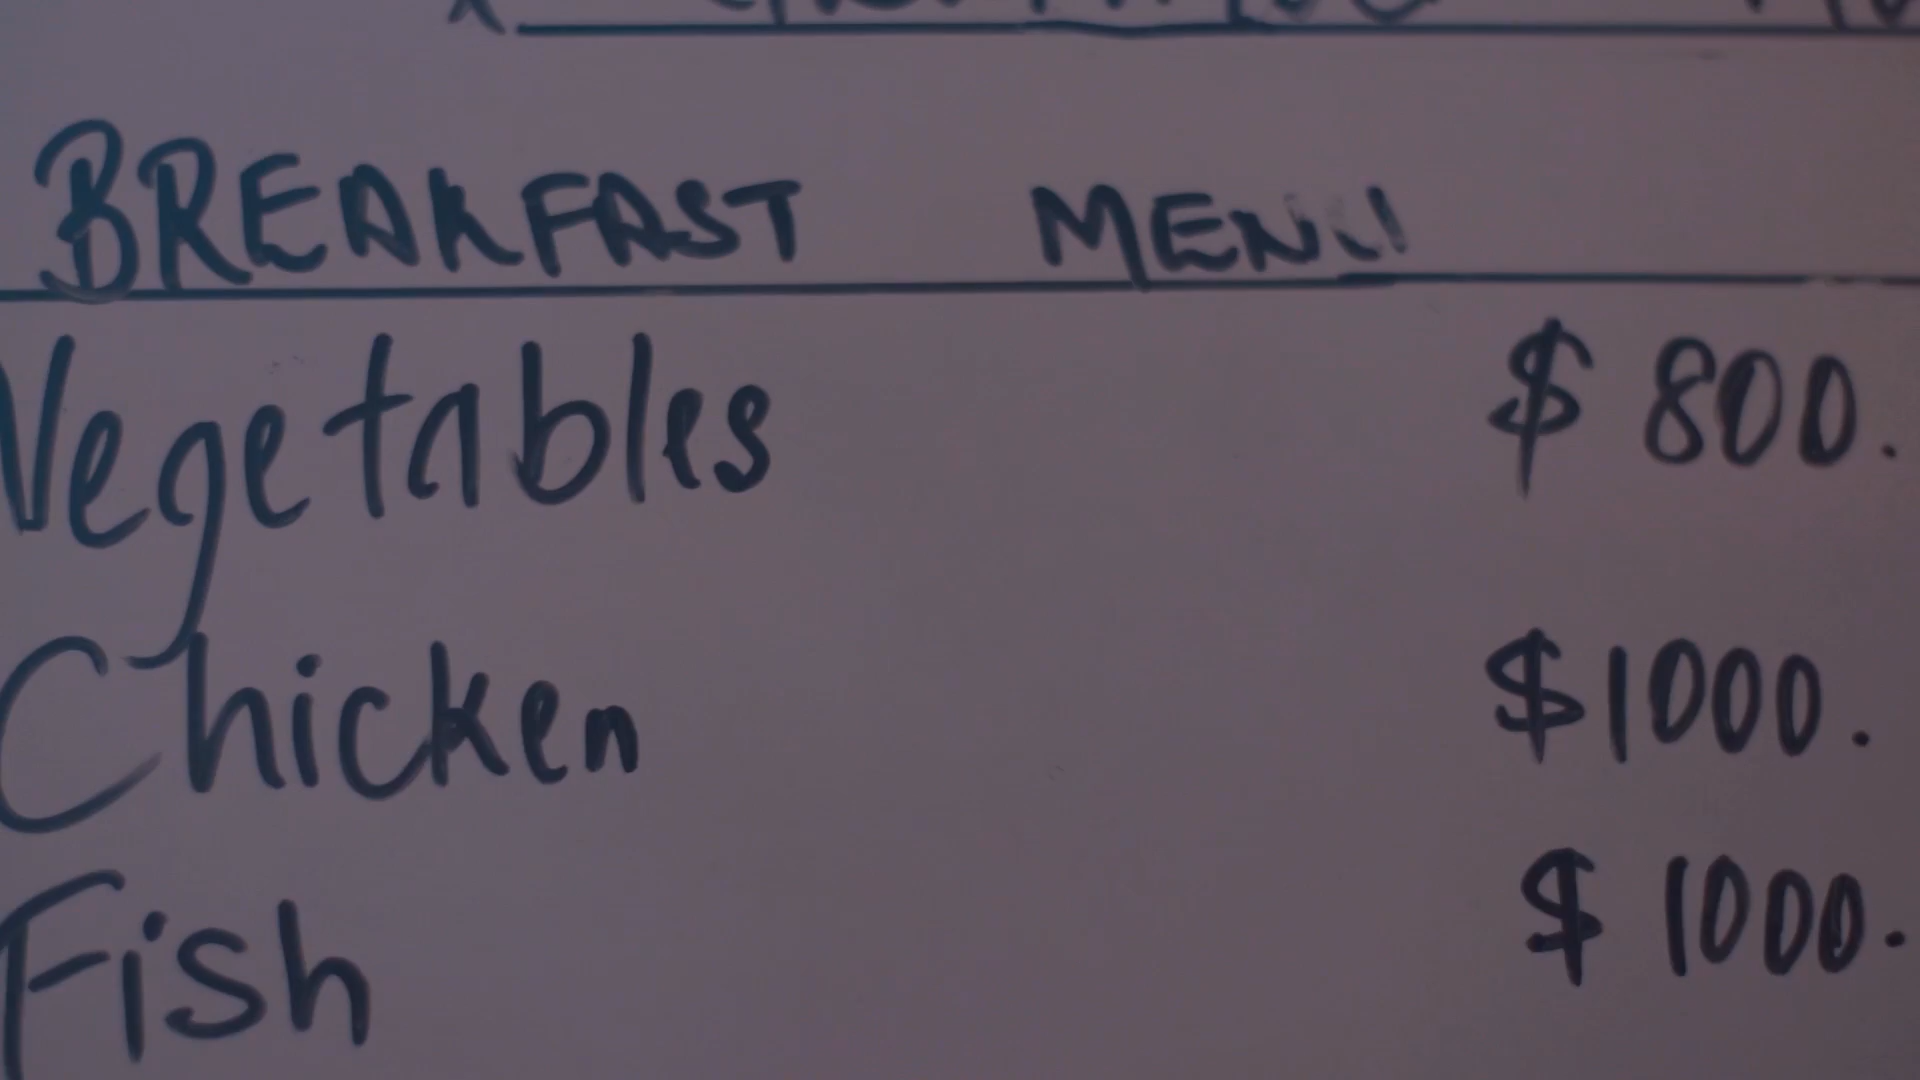 BREAKFAST MENU
Vegetables $ 800.
Chicken $1000.
Fish $ 1000.